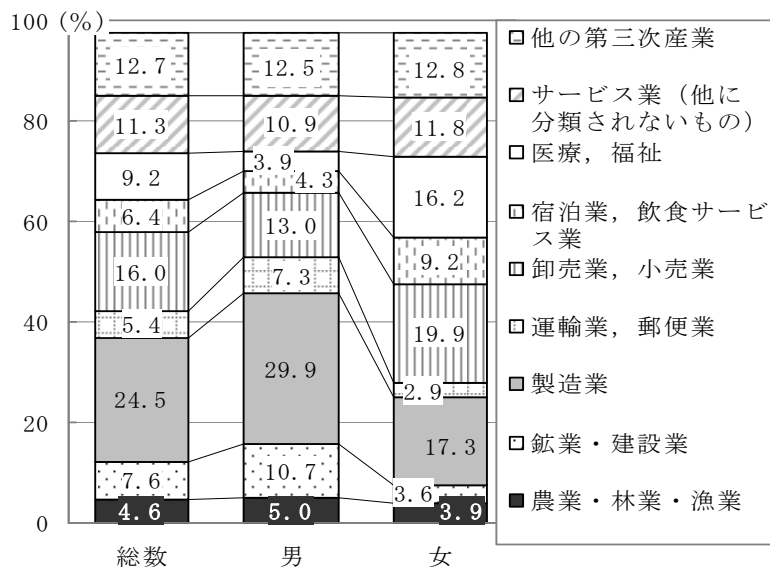 100 (%)
80
60
40
20
0
12.7
11.3
9.2
6.4
16.0
5.4
24.5
7.6
4.6
12.5
10.9
3.9
4.3
13.0
7.3
29.9
10.7
5.0
12.8
11.8
16.2
9.2
19.9
2.9
17.3
3.6
3.9
総数
男
女
他の第三次産業
サービス業（他に
分類されないもの）
医療，福祉
宿泊業，飲食サービ
ス業
卸売業，小売業
運輸業，郵便業
製造業
鉱業・建設業
農業・林業・漁業